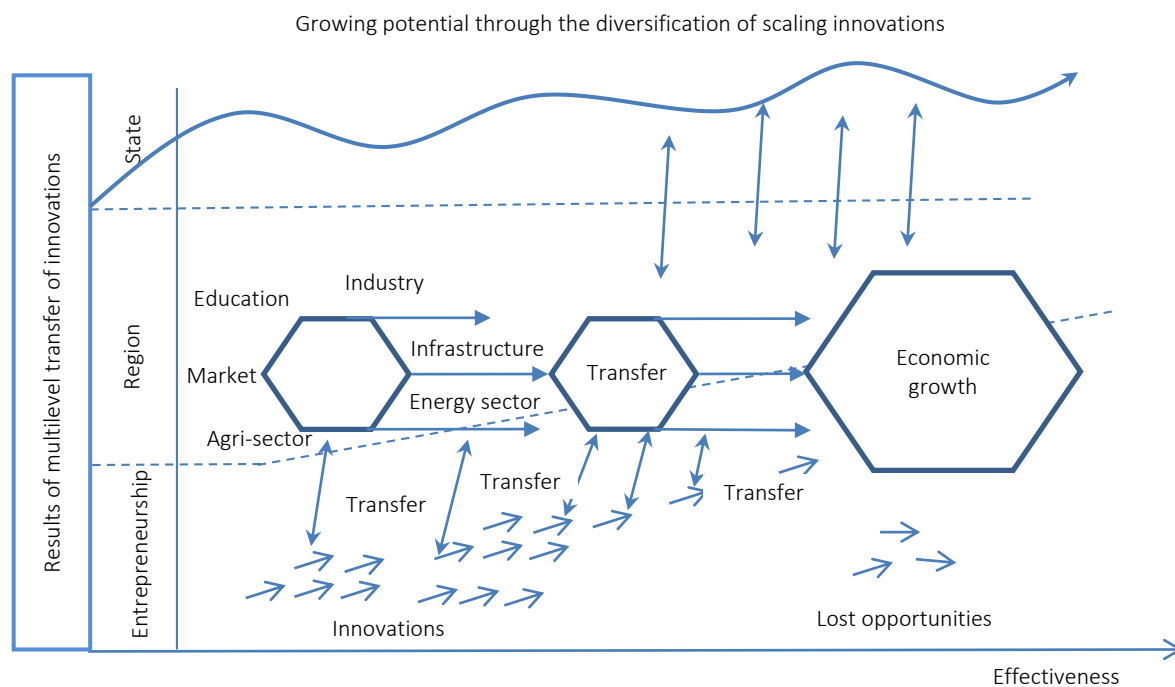 Growing potential through the diversification of scaling innovations
Results of multilevel transfer of innovations
State
Region
Entrepreneurship
Industry
Education
Infrastructure
Market
Energy sector
Agri-sector
Transfer
Economic
growth
Transfer
Transfer
Transfer
Innovations
Lost opportunities
Effectiveness